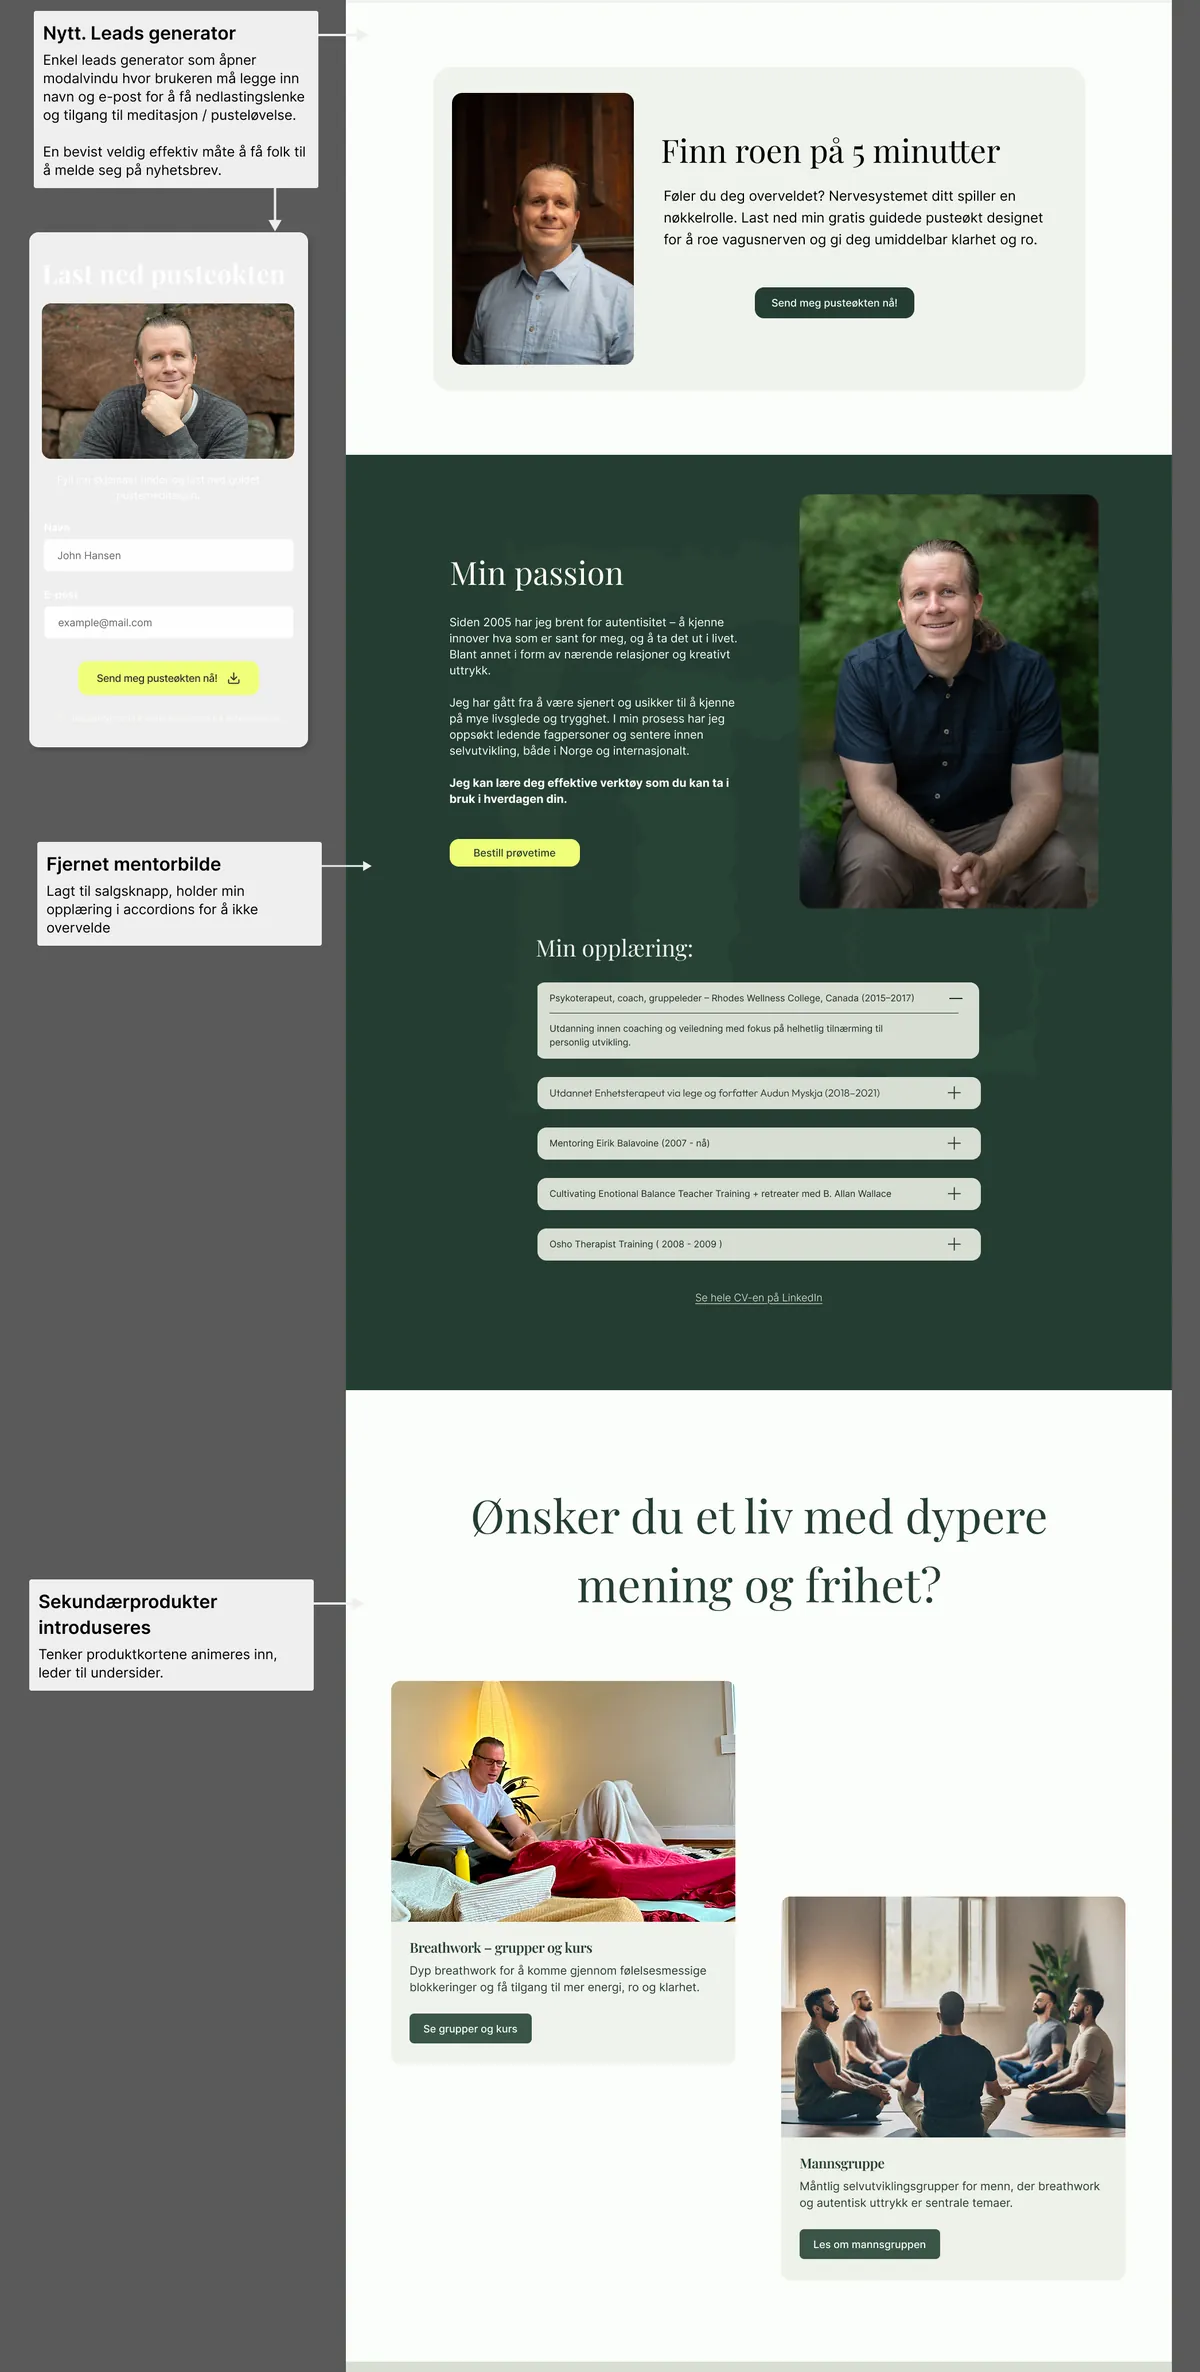 Nytt. Leads generator
Enkel leads generator som åpner
modalvindu hvor brukeren må legge inn
navn og e-post for å få nedlastingslenke
og tilgang til meditasjon / pusteløvelse.
En bevist veldig effektiv måte å få folk til
å melde seg på nyhetsbrev.
Last ned pusteøkten
Navn
John Hansen
E-post
example@mail.com
Send meg pusteøkten nå!
Finn roen på 5 minutter
Føler du deg overveldet? Nervesystemet ditt spiller en
nøkkelrolle. Last ned min gratis guidede pusteøkt designet
for å roe vagusnerven og gi deg umiddelbar klarhet og ro.
Send meg pusteøkten nå!
Min passion
Siden 2005 har jeg brent for autentisitet – å kjenne
innover hva som er sant for meg, og å ta det ut i livet.
Blant annet i form av nærende relasjoner og kreativt
uttrykk.
Jeg har gått fra å være sjenert og usikker til å kjenne
på mye livsglede og trygghet. I min prosess har jeg
oppsøkt ledende fagpersoner og sentere innen
selvutvikling, både i Norge og internasjonalt.
Jeg kan lære deg effektive verktøy som du kan ta i
bruk i hverdagen din.
Bestill prøvetime
Fjernet mentorbilde
Lagt til salgsknapp, holder min
opplæring i accordions for å ikke
overvelde
Min opplæring:
Psykoterapeut, coach, gruppeleder – Rhodes Wellness College, Canada (2015–2017)
Utdanning innen coaching og veiledning med fokus på helhetlig tilnærming til
personlig utvikling.
Utdannet Enhetsterapeut via lege og forfatter Audun Myskja (2018–2021)
Mentoring Eirik Balavoine (2007 - nå)
Cultivating Enotional Balance Teacher Training + retreater med B. Allan Wallace
Osho Therapist Training ( 2008 - 2009 )
Se hele CV-en på LinkedIn
Ønsker du et liv med dypere
mening og frihet?
Sekundærprodukter
introduseres
Tenker produktkortene animeres inn,
leder til undersider.
Breathwork – grupper og kurs
Dyp breathwork for å komme gjennom følelsesmessige
blokkeringer og få tilgang til mer energi, ro og klarhet.
Se grupper og kurs
Mannsgruppe
Måntlig selvutviklingsgrupper for menn, der breathwork
og autentisk uttrykk er sentrale temaer.
Les om mannsgruppen